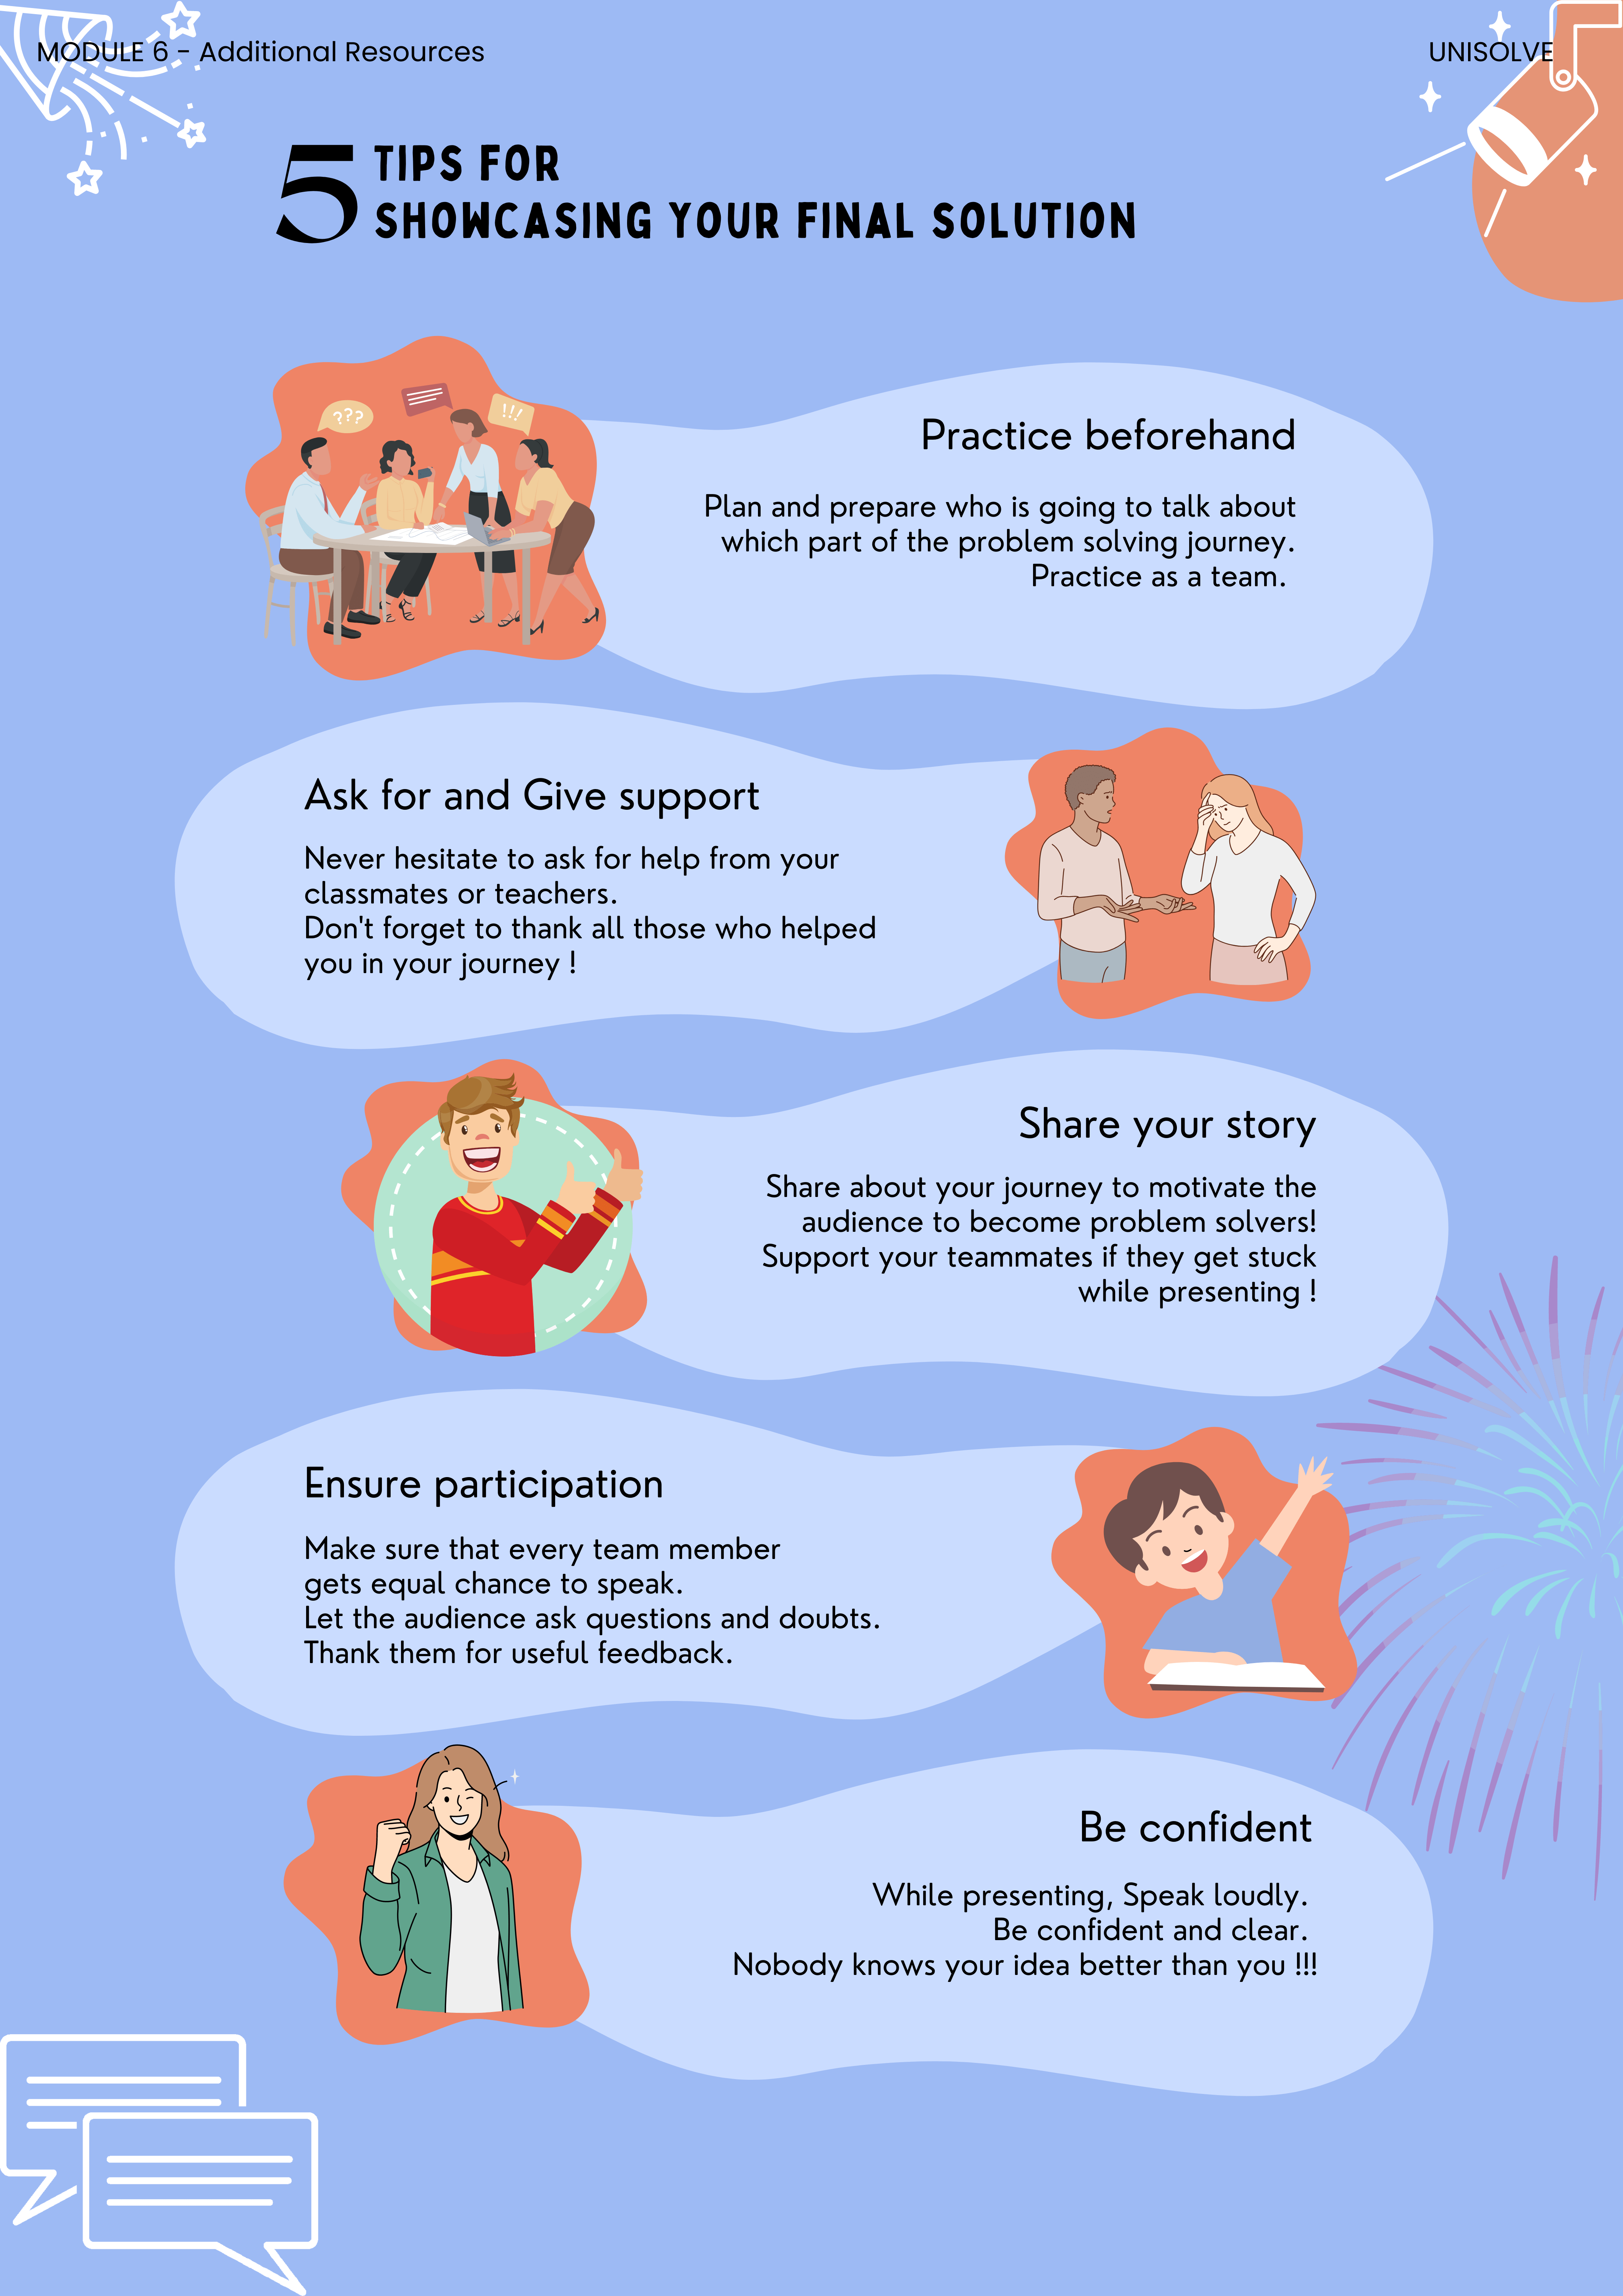 MODULE 6 - Additional Resources
UNISOLVE
5 TIPS FOR
SHOWCASING YOUR FINAL SOLUTION
???
!!!
Practice beforehand
Plan and prepare who is going to talk about
which part of the problem solving journey.
Practice as a team.
Ask for and Give support
Never hesitate to ask for help from your
classmates or teachers.
Don't forget to thank all those who helped
you in your journey !
Share your story
Share about your journey to motivate the
audience to become problem solvers!
Support your teammates if they get stuck
while presenting !
Ensure participation
Make sure that every team member
gets equal chance to speak.
Let the audience ask questions and doubts.
Thank them for useful feedback.
Be confident
While presenting, Speak loudly.
Be confident and clear.
Nobody knows your idea better than you !!!